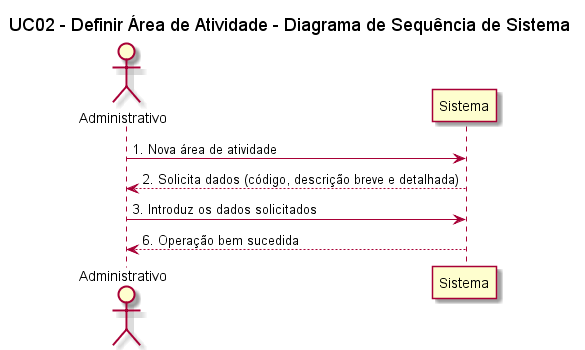 UC02 - Definir Área de Atividade - Diagrama de Sequência de Sistema
Administrativo
Sistema
1. Nova área de atividade
2. Solicita dados (código, descrição breve e detalhada)
3. Introduz os dados solicitados
6. Operação bem sucedida
Administrativo
Sistema